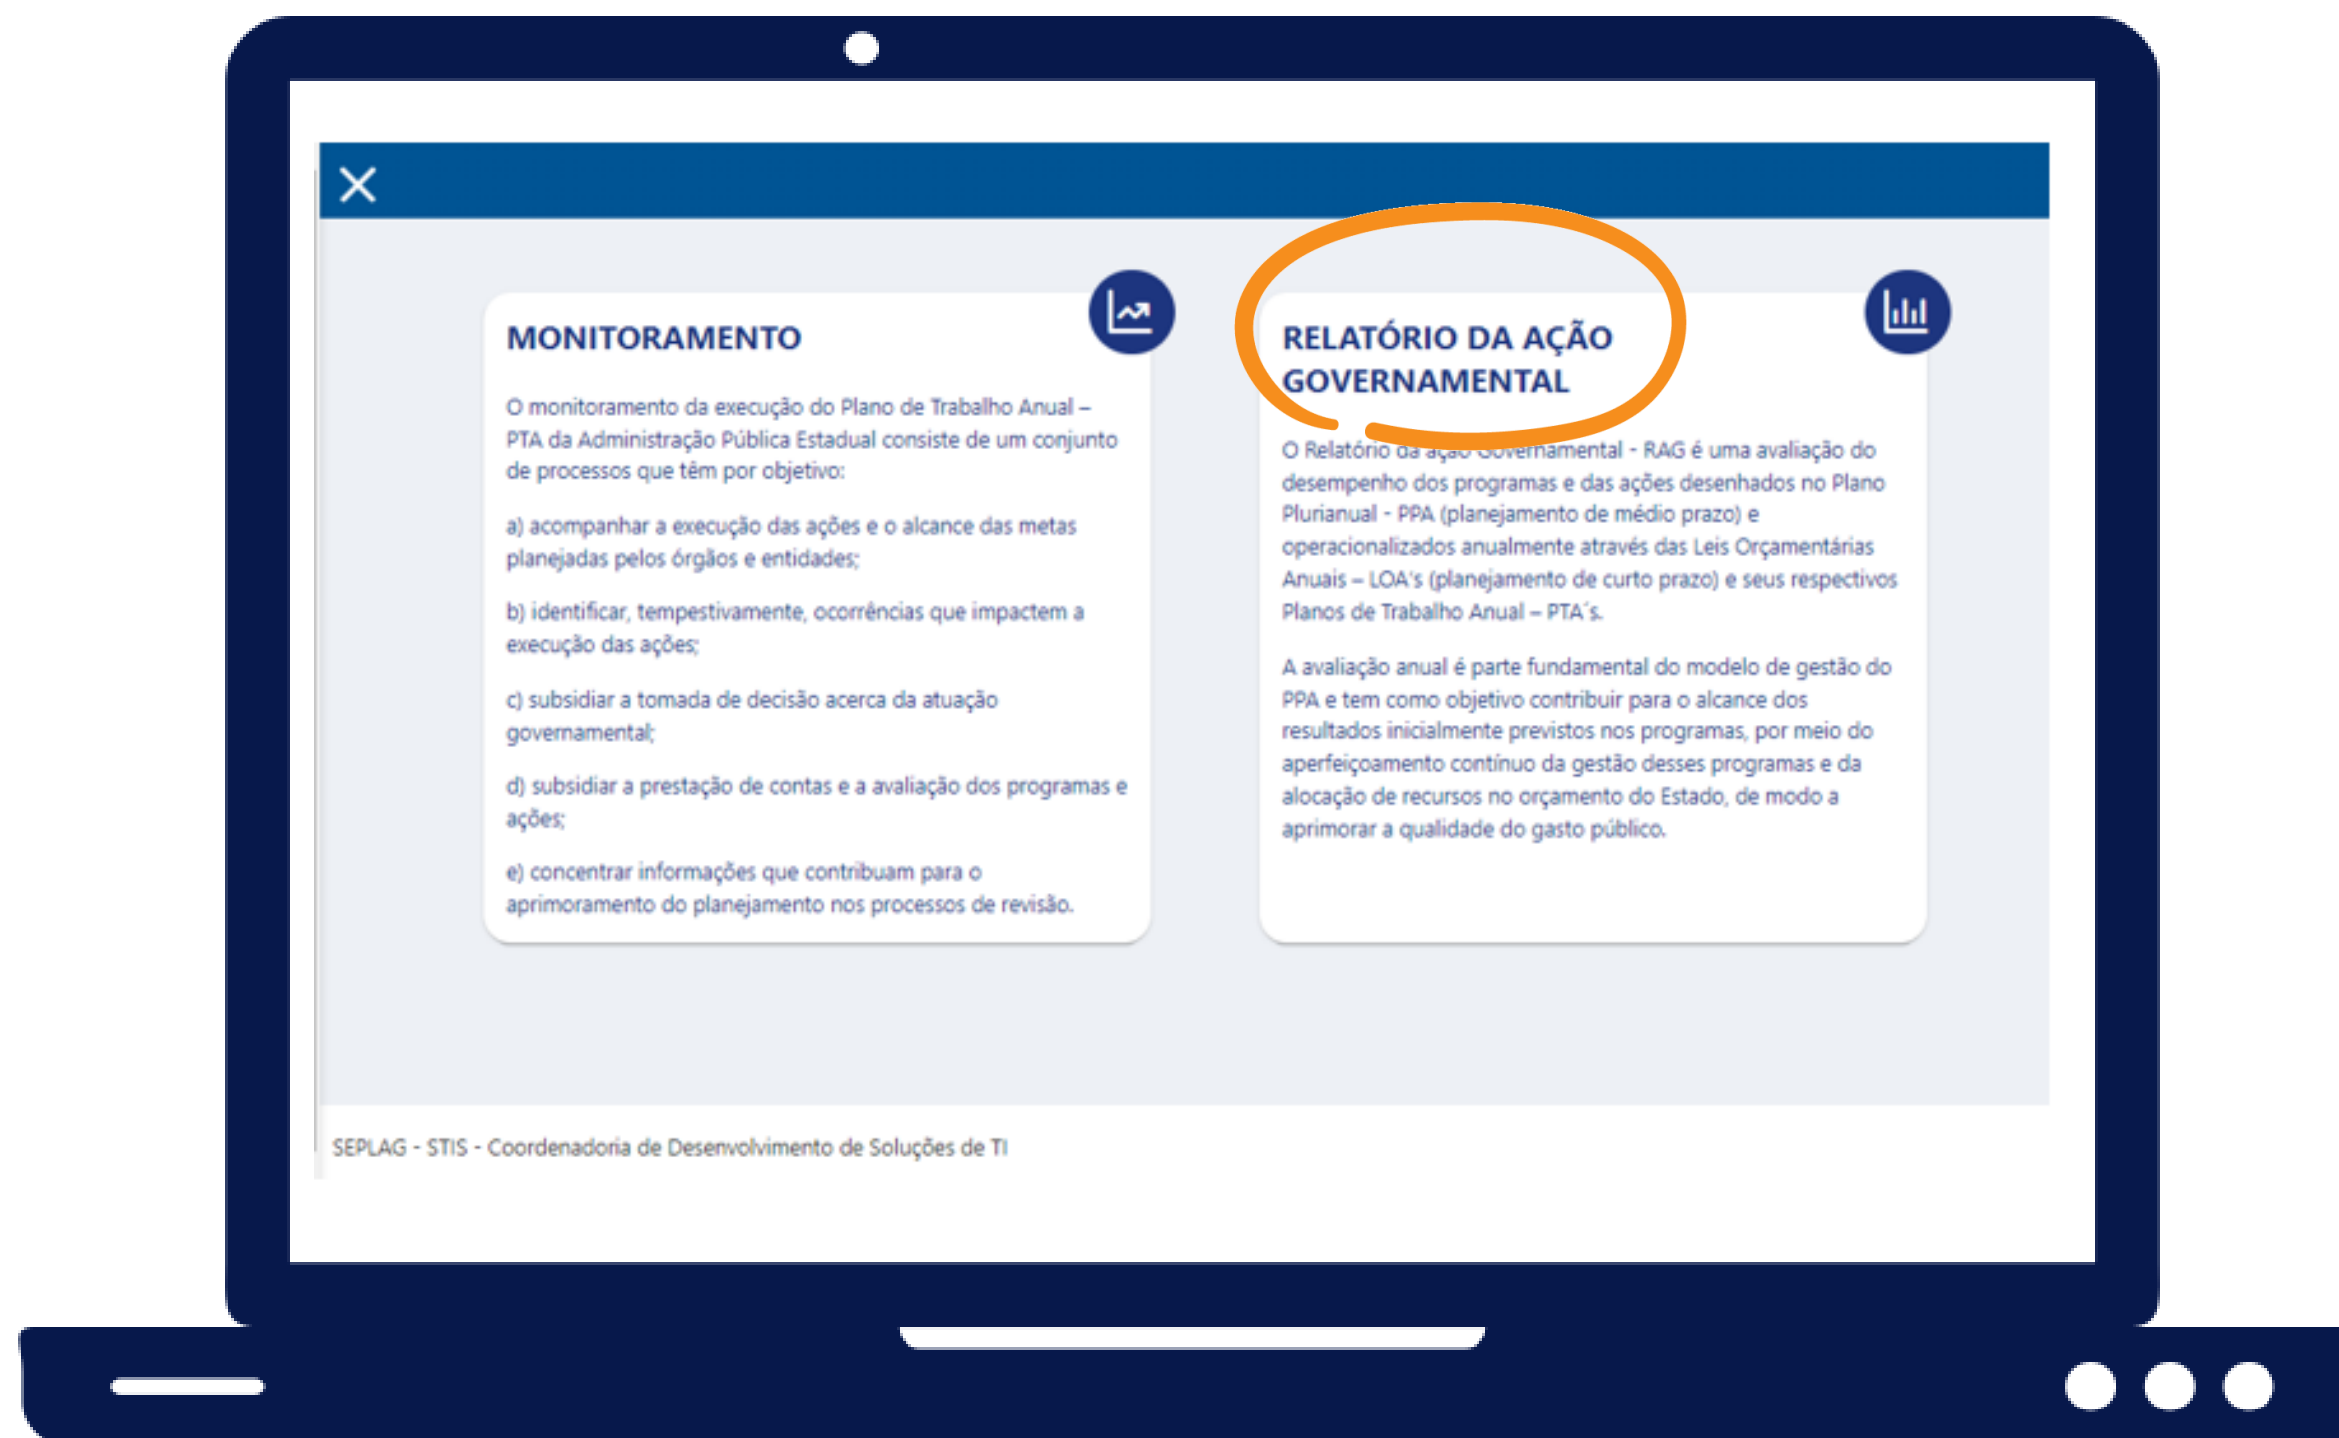 MONITORAMENTO
O monitoramento da execução do Plano de Trabalho Anual –
PTA da Administração Pública Estadual consiste de um conjunto
de processos que têm por objetivo:
a) acompanhar a execução das ações e o alcance das metas
planejadas pelos órgãos e entidades;
b) identificar, tempestivamente, ocorrências que impactem a
execução das ações;
c) subsidiar a tomada de decisão acerca da atuação
governamental;
d) subsidiar a prestação de contas e a avaliação dos programas e
ações;
e) concentrar informações que contribuam para o
aprimoramento do planejamento nos processos de revisão.
RELATÓRIO DA AÇÃO
GOVERNAMENTAL
O Relatório da ação Governamental - RAG é uma avaliação do
desempenho dos programas e das ações desenhados no Plano
Plurianual - PPA (planejamento de médio prazo) e
operacionalizados anualmente através das Leis Orçamentárias
Anuais – LOA's (planejamento de curto prazo) e seus respectivos
Planos de Trabalho Anual – PTA´s.
A avaliação anual é parte fundamental do modelo de gestão do
PPA e tem como objetivo contribuir para o alcance dos
resultados inicialmente previstos nos programas, por meio do
aperfeiçoamento contínuo da gestão desses programas e da
alocação de recursos no orçamento do Estado, de modo a
aprimorar a qualidade do gasto público.
SEPLAG - STIS - Coordenadoria de Desenvolvimento de Soluções de TI